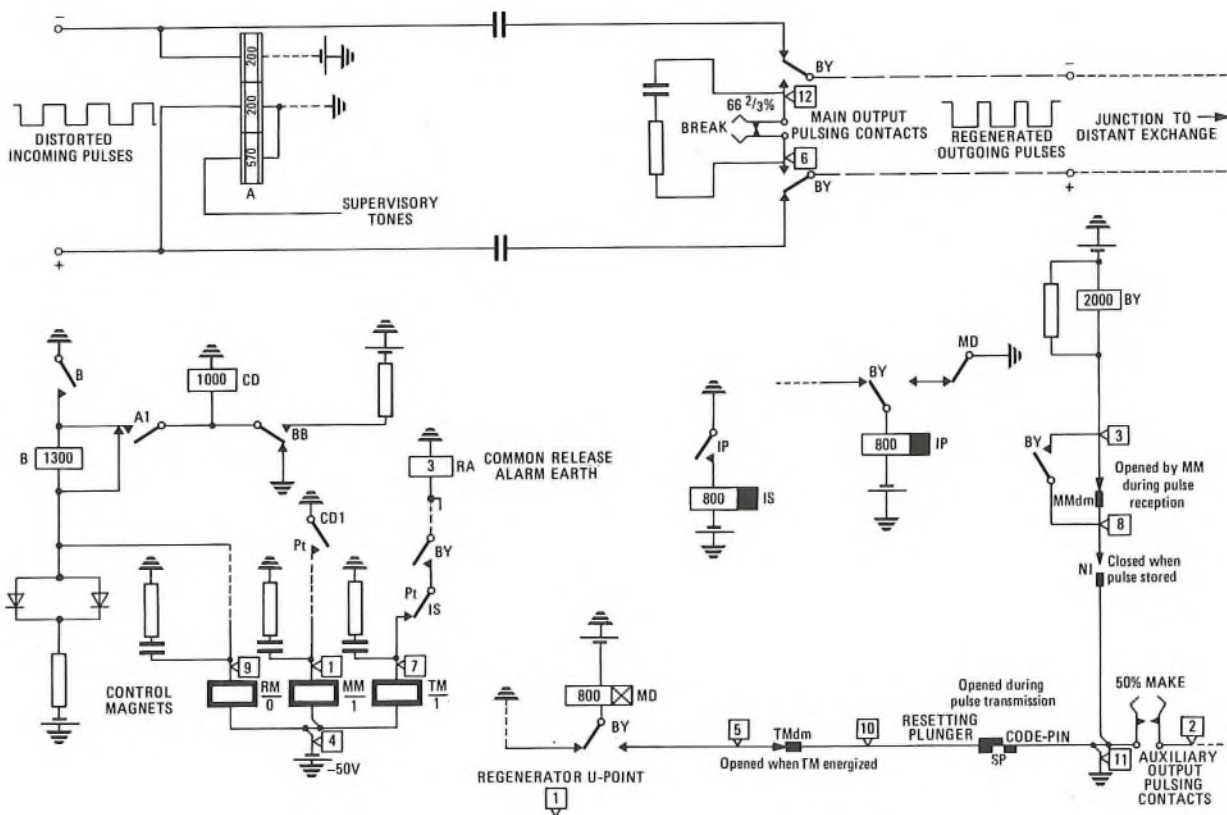 −
200
200
570
A
DISTORTED
INCOMING PULSES
SUPERVISORY
TONES
+
BY
12
66 2/3%
BREAK
MAIN OUTPUT
PULSING CONTACTS
6
BY
−
REGENERATED
OUTGOING PULSES
JUNCTION TO
DISTANT EXCHANGE
+
B
A1
1000 CD
BB
B 1300
3 RA
COMMON RELEASE
ALARM EARTH
CD1
Pt
BY
Pt
IS
9
1
7
CONTROL
MAGNETS
RM
0
MM
1
TM
1
4
−50V
IP
800 IS
BY
MD
800 IP
2000 BY
BY
3
Opened by MM
during pulse
reception
MMdm
8
NI
Closed when
pulse stored
800 MD
BY
REGENERATOR U-POINT
1
5
TMdm
Opened when TM energized
10
Opened during
pulse transmission
RESETTING
PLUNGER
CODE-PIN
SP
50% MAKE
2
11
AUXILIARY
OUTPUT
PULSING
CONTACTS